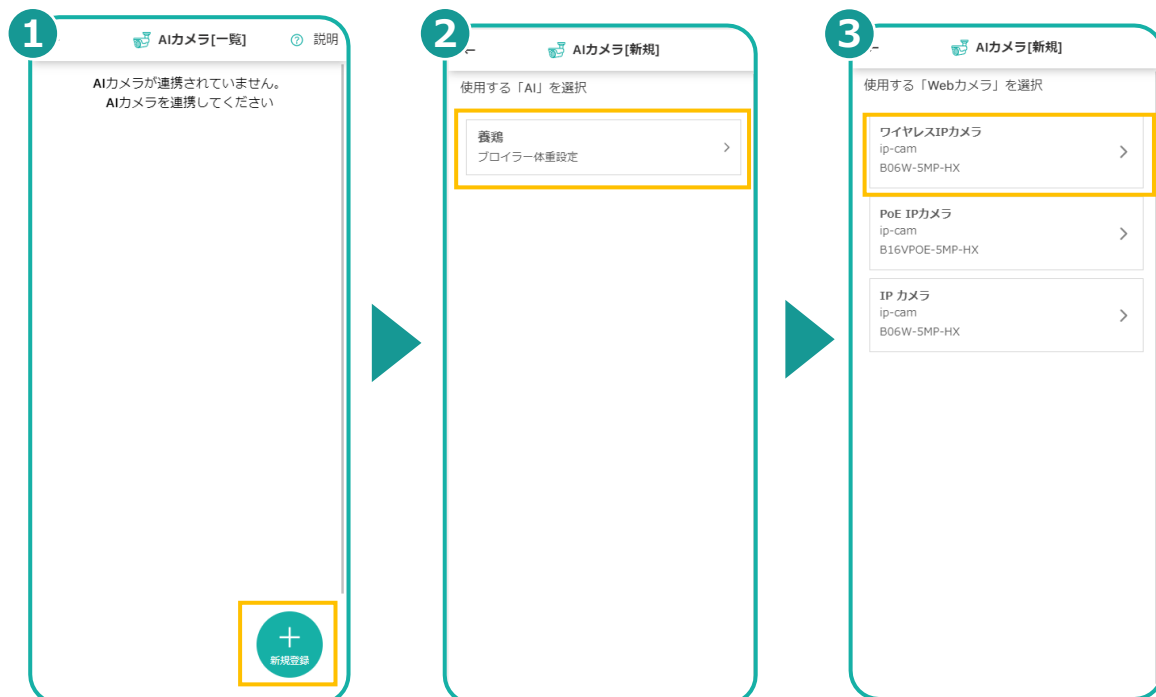 1
AIカメラ[一覧]
説明
AIカメラが連携されていません。
AIカメラを連携してください
新規登録
2
AIカメラ[新規]
使用する「AI」を選択
養鶏
ブロイラー体重設定
3
AIカメラ[新規]
使用する「Webカメラ」を選択
ワイヤレスIPカメラ
ip-cam
B06W-5MP-HX
PoE IPカメラ
ip-cam
B16VPOE-5MP-HX
IP カメラ
ip-cam
B06W-5MP-HX